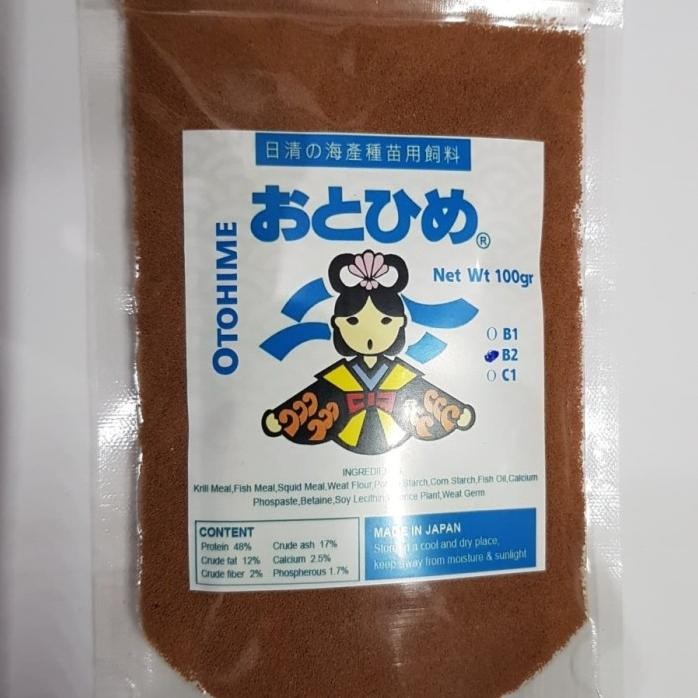 日清の海産種苗用飼料
おとひめ®
OTOHIME
Net Wt 100gr
B1
B2
C1
Krill Meal,Fish Meal,Squid Meal,Weat Flour, Starch,Corn Starch,Fish Oil,Calcium
Phospaste,Betaine,Soy Lecithin, Plant,Weat Germ
CONTENT
Protein 48% Crude ash 17%
Crude fat 12% Calcium 2.5%
Crude fiber 2% Phospherous 1.7%
MADE IN JAPAN
Store in a cool and dry place,
keep away from moisture & sunlight